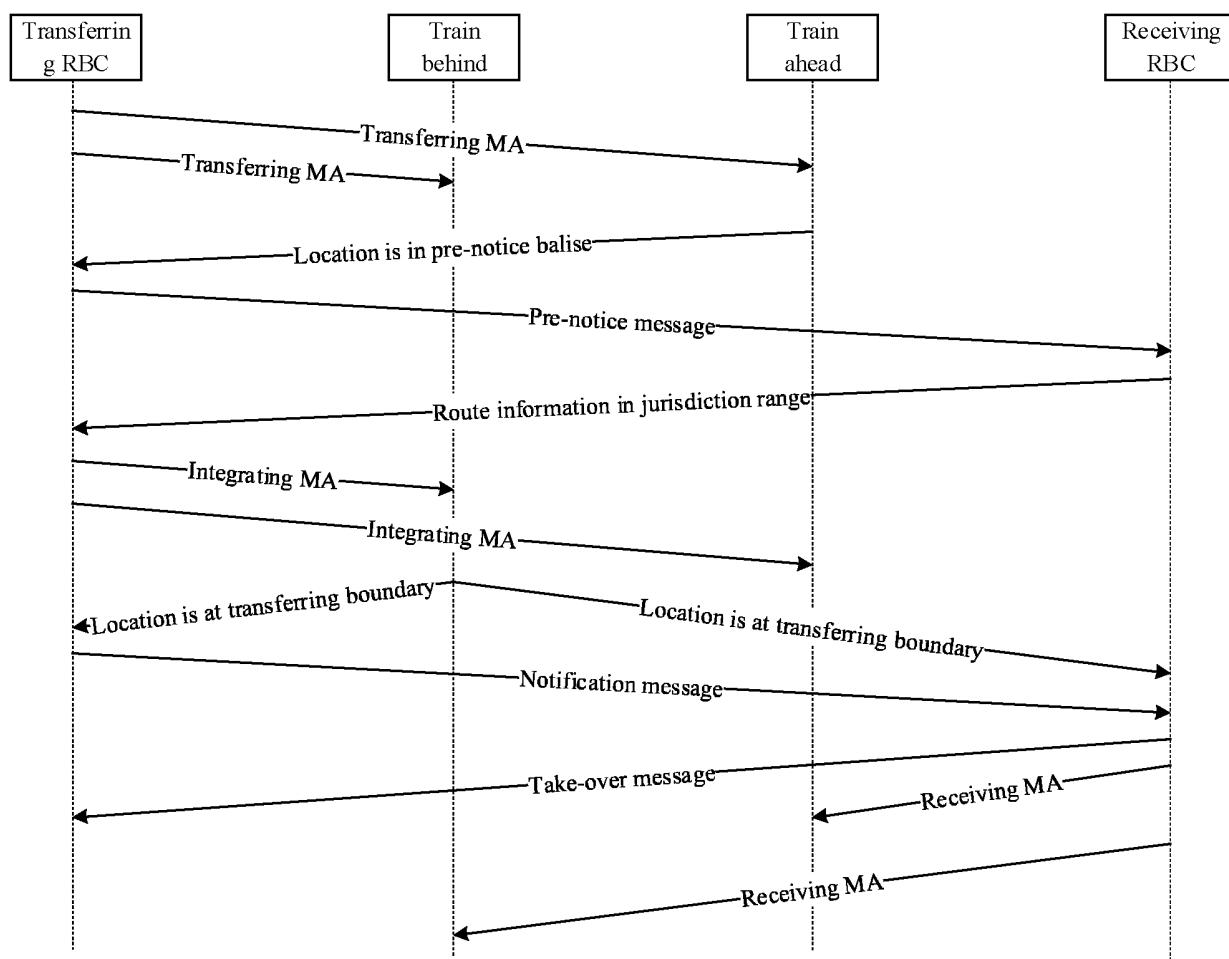 Transferrin
g RBC
Train
behind
Train
ahead
Receiving
RBC
Transferring MA
Transferring MA
Location is in pre-notice balise
Pre-notice message
Route information in jurisdiction range
Integrating MA
Integrating MA
Location is at transferring boundary
Location is at transferring boundary
Notification message
Take-over message
Receiving MA
Receiving MA